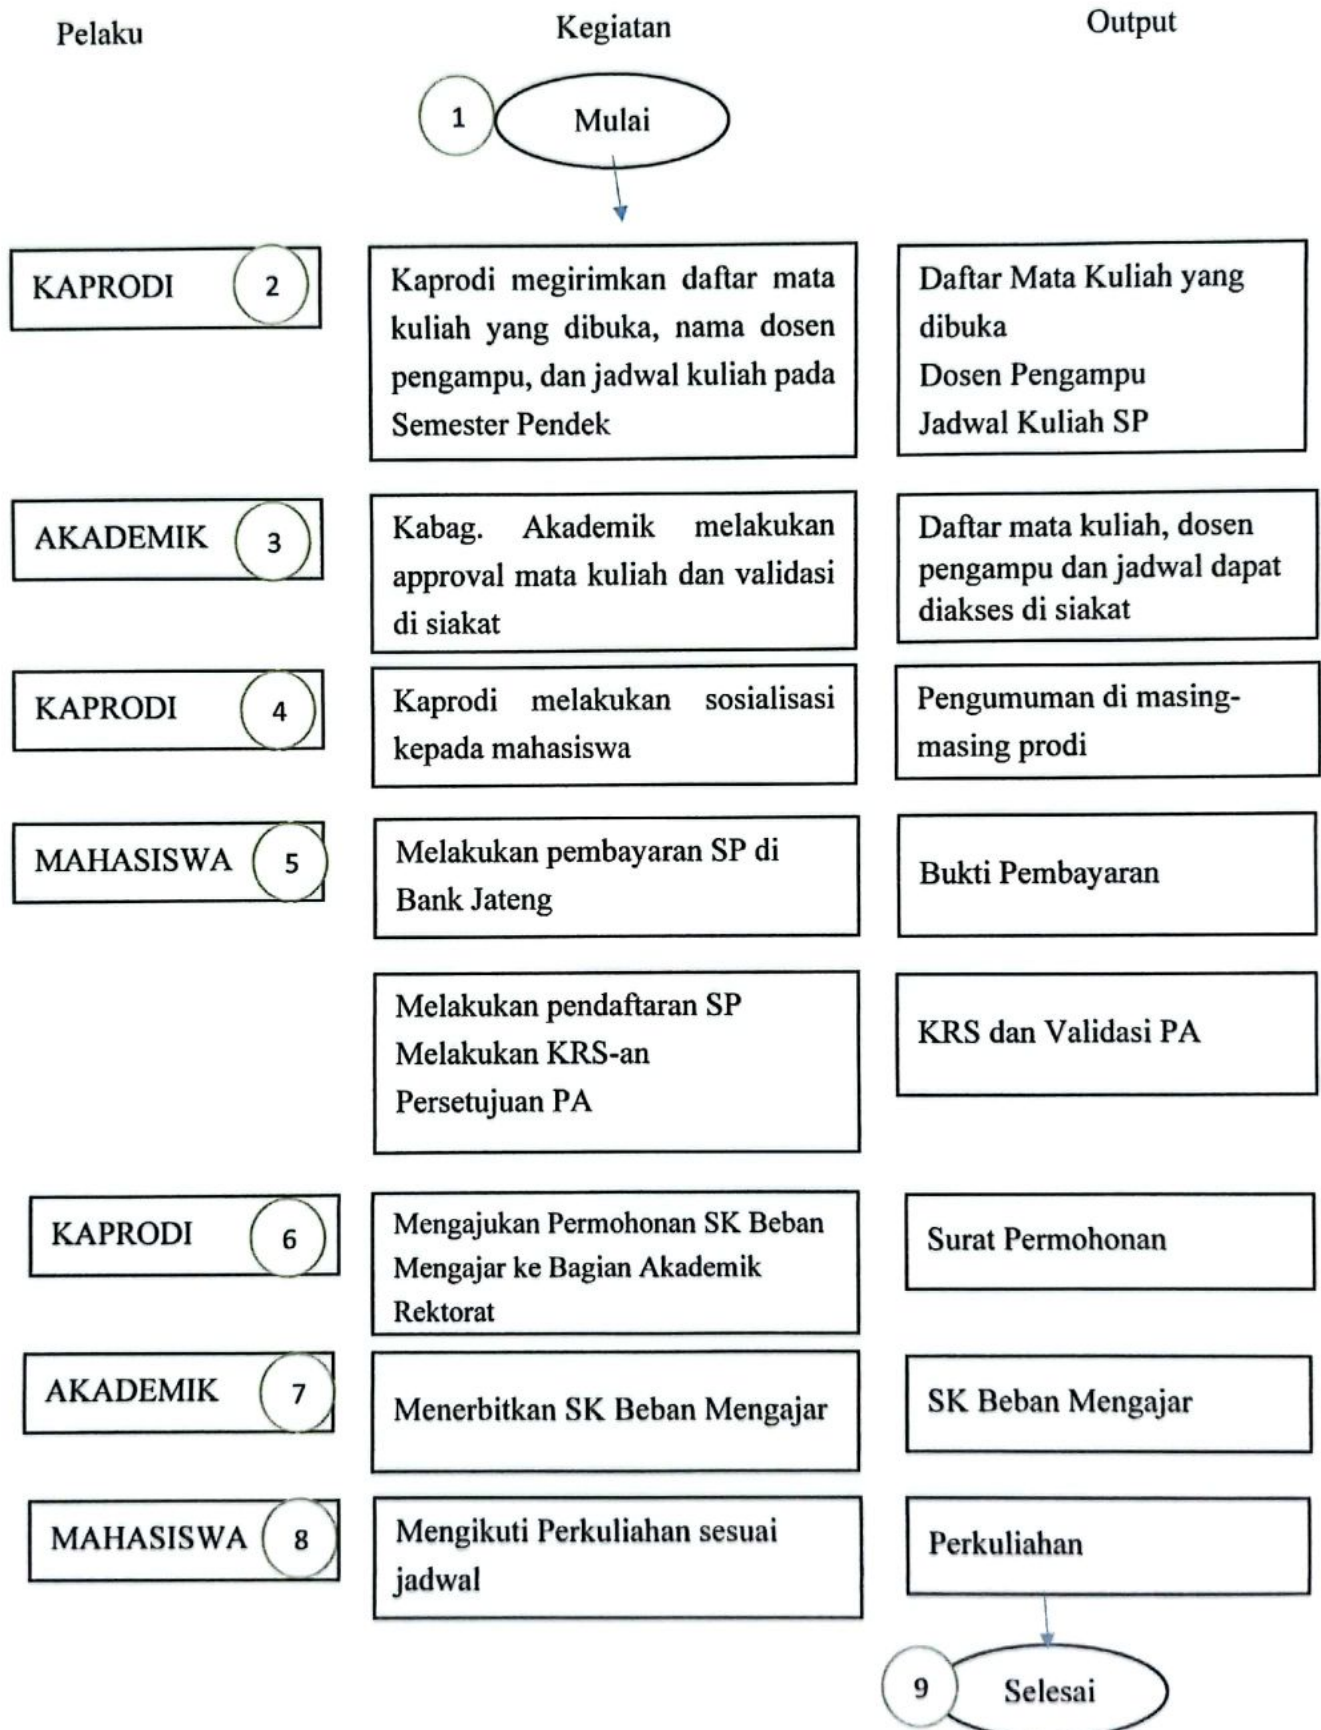 Pelaku
Kegiatan
Output
1
Mulai
KAPRODI
2
Kaprodi megirimkan daftar mata
kuliah yang dibuka, nama dosen
pengampu, dan jadwal kuliah pada
Semester Pendek
Daftar Mata Kuliah yang
dibuka
Dosen Pengampu
Jadwal Kuliah SP
AKADEMIK
3
Kabag. Akademik melakukan
approval mata kuliah dan validasi
di siakat
Daftar mata kuliah, dosen
pengampu dan jadwal dapat
diakses di siakat
KAPRODI
4
Kaprodi melakukan sosialisasi
kepada mahasiswa
Pengumuman di masing-
masing prodi
MAHASISWA
5
Melakukan pembayaran SP di
Bank Jateng
Bukti Pembayaran
Melakukan pendaftaran SP
Melakukan KRS-an
Persetujuan PA
KRS dan Validasi PA
KAPRODI
6
Mengajukan Permohonan SK Beban
Mengajar ke Bagian Akademik
Rektorat
Surat Permohonan
AKADEMIK
7
Menerbitkan SK Beban Mengajar
SK Beban Mengajar
MAHASISWA
8
Mengikuti Perkuliahan sesuai
jadwal
Perkuliahan
9
Selesai